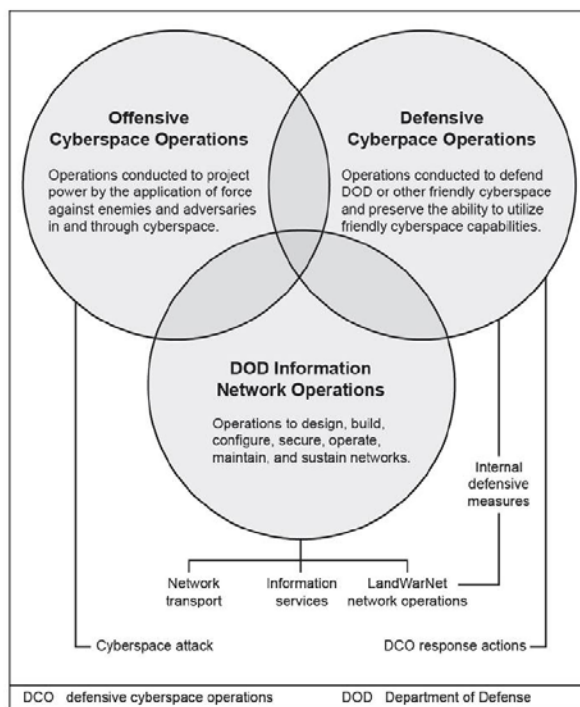 Offensive
Cyberspace Operations
Operations conducted to project
power by the application of force
against enemies and adversaries
in and through cyberspace.
Defensive
Cyberpace Operations
Operations conducted to defend
DOD or other friendly cyberspace
and preserve the ability to utilize
friendly cyberspace capabilities.
DOD Information
Network Operations
Operations to design, build,
configure, secure, operate,
maintain, and sustain networks.
Internal
defensive
measures
Network
transport
Information
services
LandWarNet
network operations
Cyberspace attack
DCO response actions
DCO defensive cyberspace operations
DOD Department of Defense